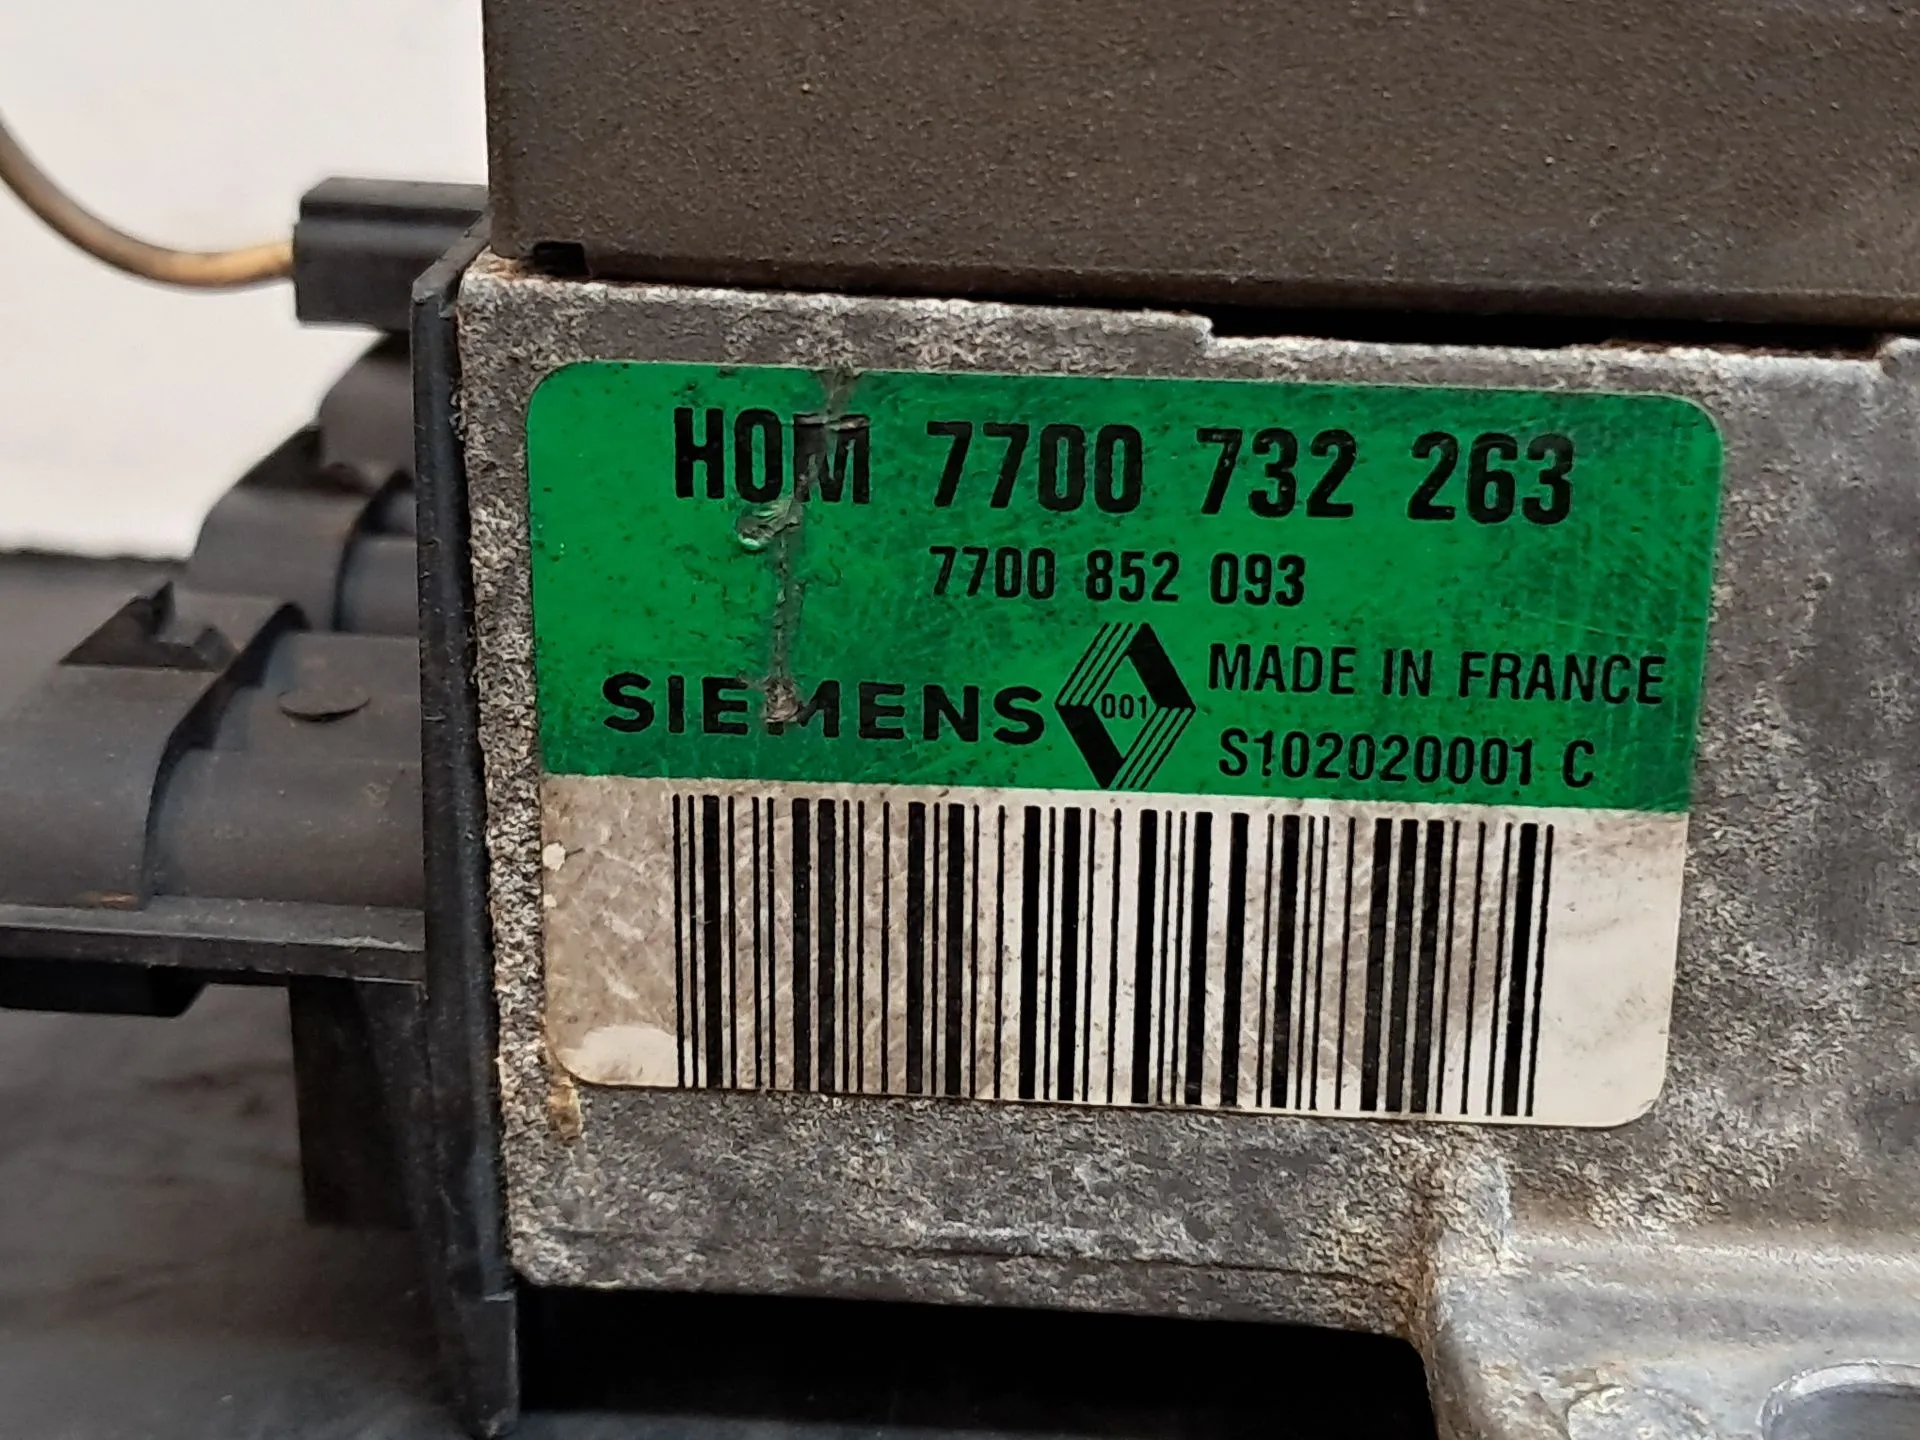 HOM 7700 732 263
7700 852 093
SIEMENS 001 MADE IN FRANCE
S102020001 C